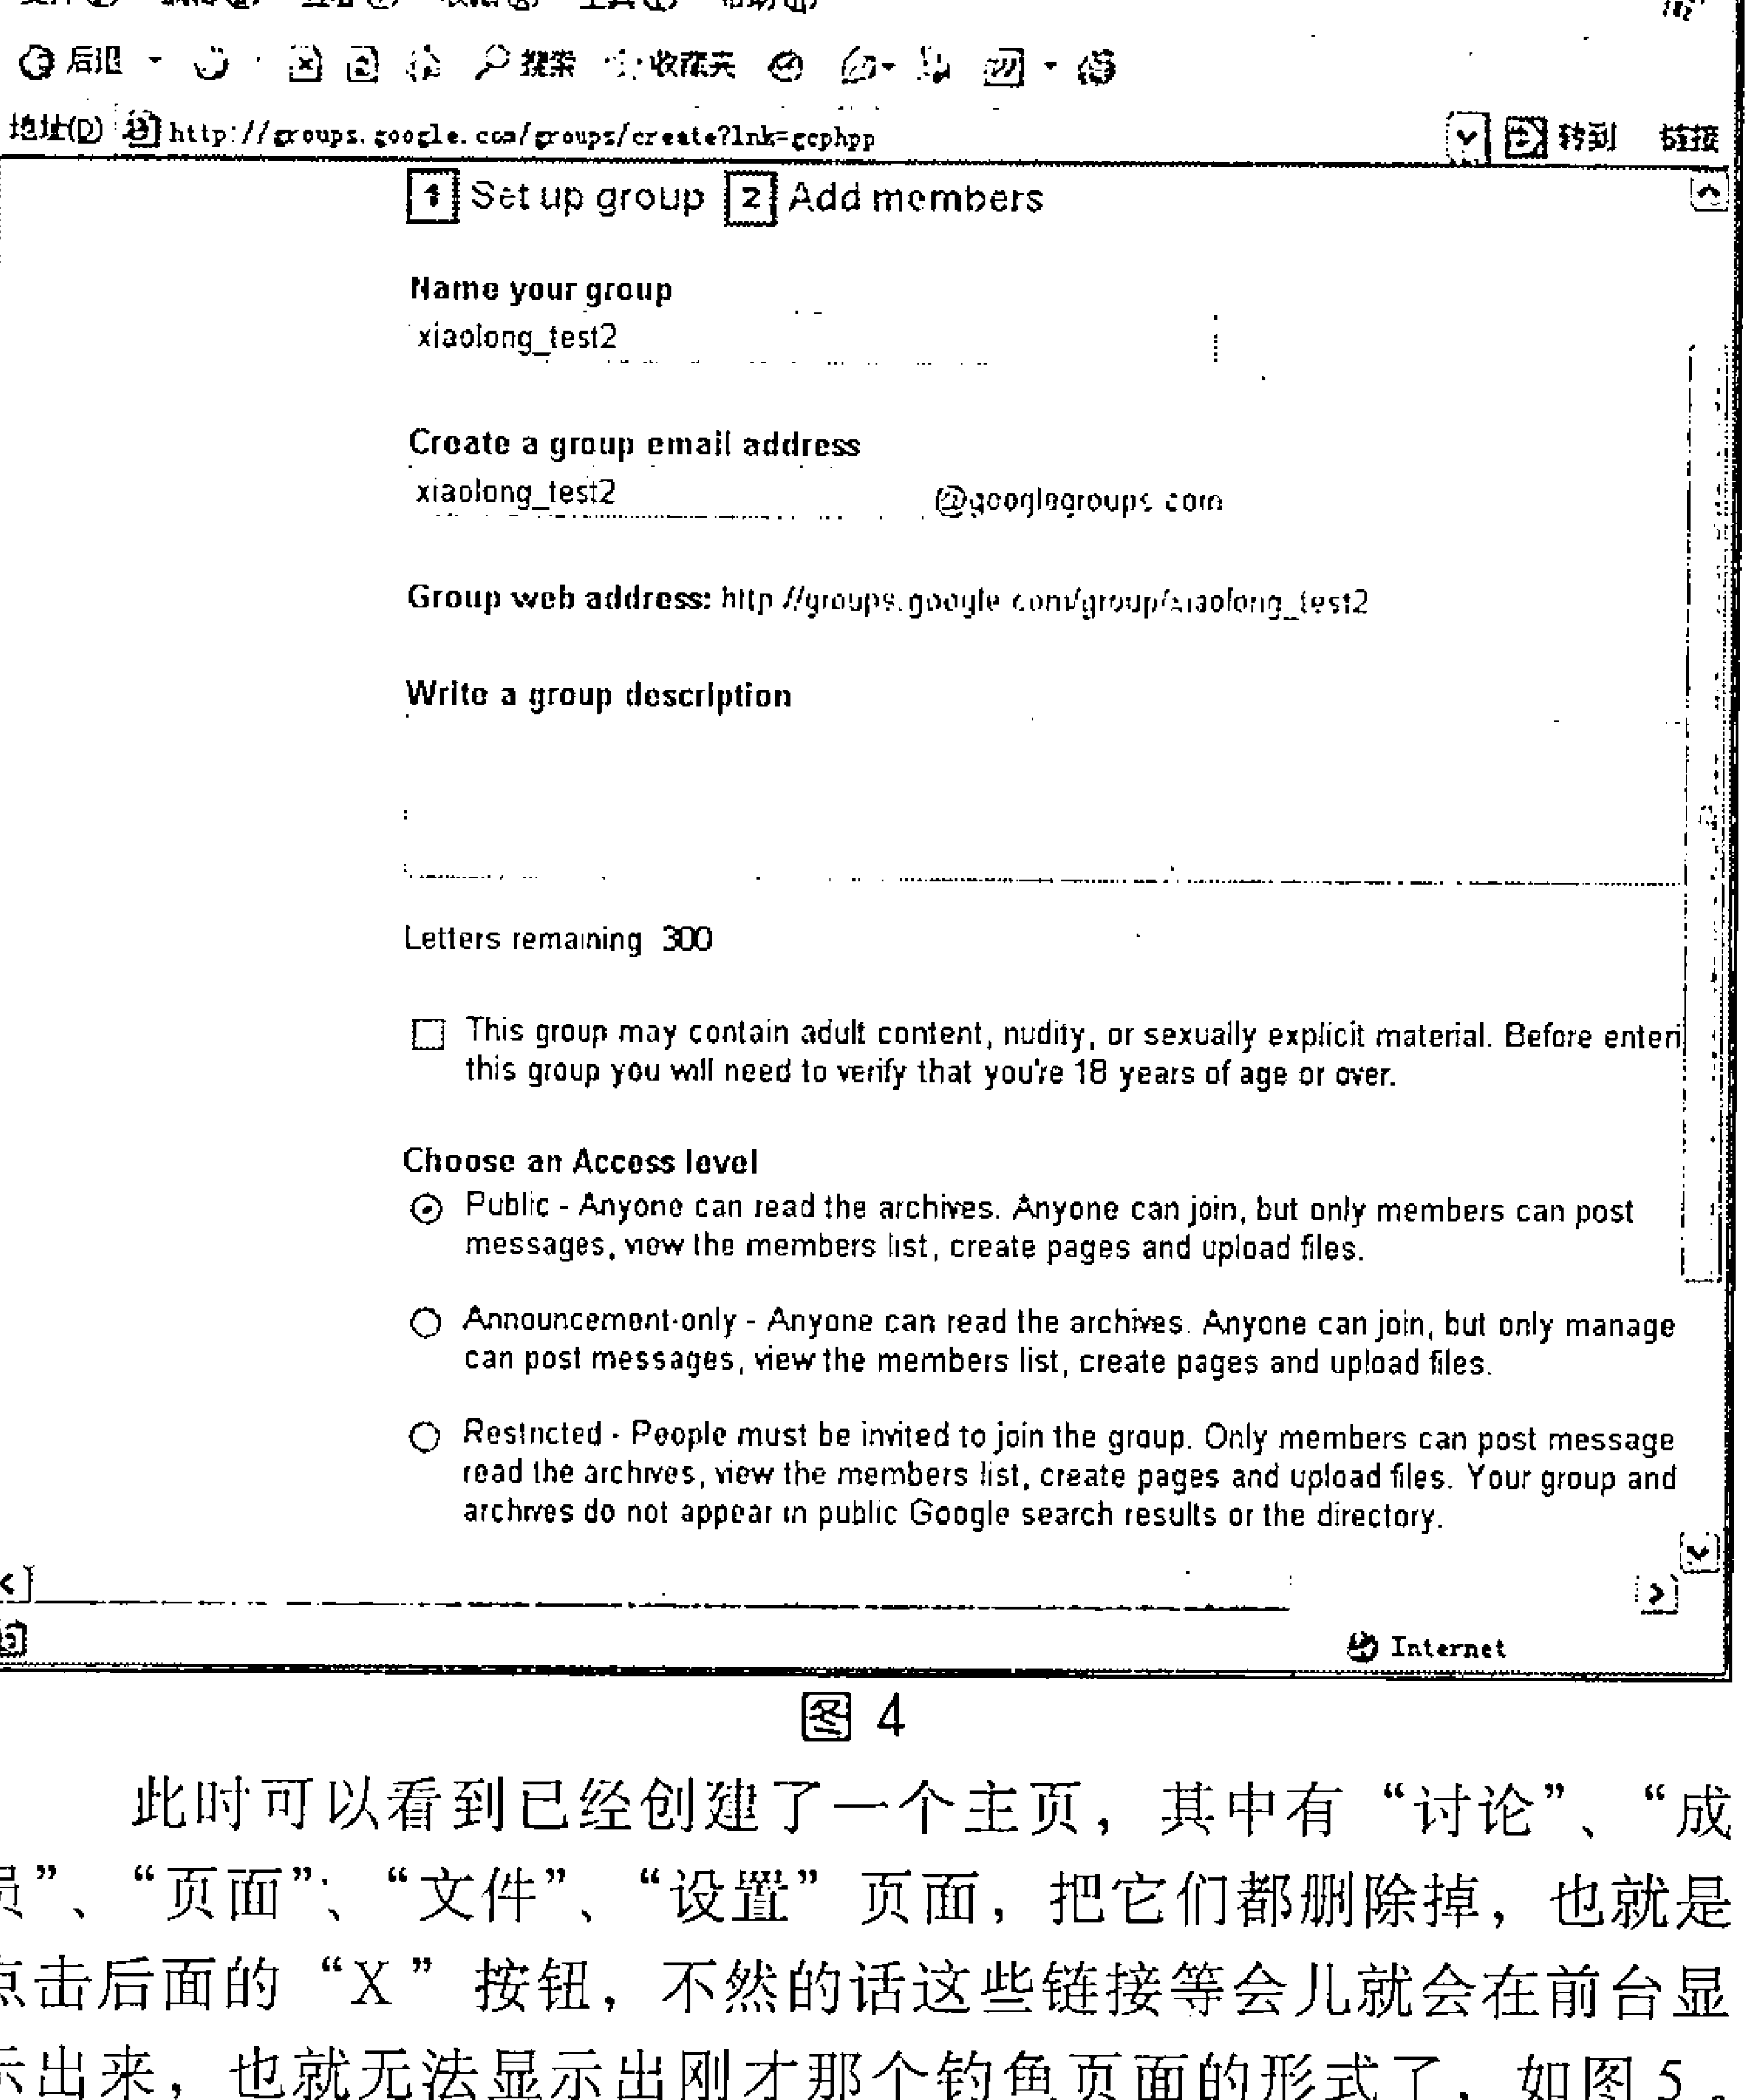 后退 搜索 收藏夹
地址(D) http://groups.google.com/groups/create?lnk=gcphpp 转到 链接
1 Set up group 2 Add members
Name your group
xiaolong_test2
Create a group email address
xiaolong_test2 @googlegroups.com
Group web address: http://groups.google.com/group/xiaolong_test2
Write a group description
Letters remaining 300
This group may contain adult content, nudity, or sexually explicit material. Before enteri
this group you will need to verify that you're 18 years of age or over.
Choose an Access level
Public - Anyone can read the archives. Anyone can join, but only members can post
messages, view the members list, create pages and upload files.
Announcement-only - Anyone can read the archives. Anyone can join, but only manage
can post messages, view the members list, create pages and upload files.
Restricted - People must be invited to join the group. Only members can post message
read the archives, view the members list, create pages and upload files. Your group and
archives do not appear in public Google search results or the directory.
Internet
图 4
此时可以看到已经创建了一个主页，其中有“讨论”、“成
员”、“页面”、“文件”、“设置”页面，把它们都删除掉，也就是
点击后面的“X”按钮，不然的话这些链接等会儿就会在前台显
示出来，也就无法显示出刚才那个钓鱼页面的形式了，如图 5。